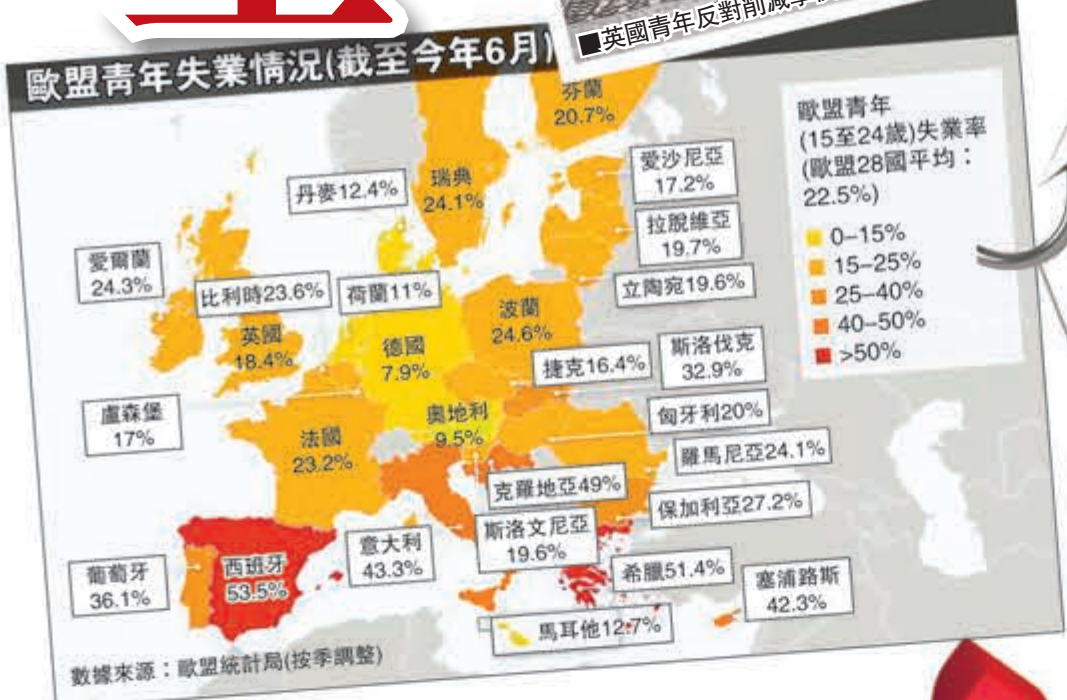 ■英國青年反對削減學
歐盟青年失業情況(截至今年6月)
芬蘭
20.7%
瑞典
24.1%
丹麥12.4%
愛沙尼亞
17.2%
拉脫維亞
19.7%
立陶宛19.6%
愛爾蘭
24.3%
比利時23.6%
荷蘭11%
英國
18.4%
波蘭
24.6%
德國
7.9%
捷克16.4%
斯洛伐克
32.9%
盧森堡
17%
奧地利
9.5%
匈牙利20%
法國
23.2%
羅馬尼亞24.1%
克羅地亞49%
保加利亞27.2%
斯洛文尼亞
19.6%
意大利
43.3%
葡萄牙
36.1%
西班牙
53.5%
希臘51.4%
塞浦路斯
42.3%
馬耳他12.7%
數據來源：歐盟統計局(按季調整)
歐盟青年
(15至24歲)失業率
(歐盟28國平均：
22.5%)
0–15%
15–25%
25–40%
40–50%
>50%